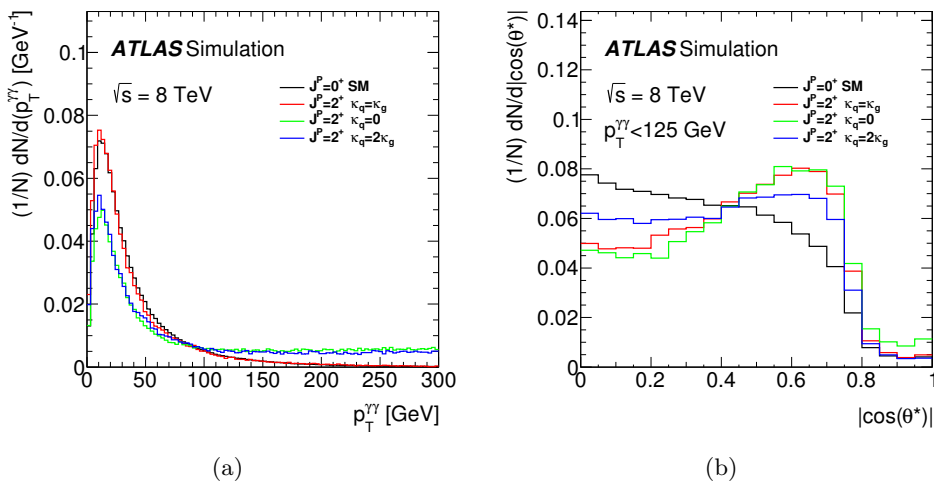 (1/N) dN/d(p_T^γγ) [GeV⁻¹]
0.1
0.08
0.06
0.04
0.02
0
ATLAS Simulation
√s = 8 TeV
J^P=0⁺ SM
J^P=2⁺ κ_q=κ_g
J^P=2⁺ κ_q=0
J^P=2⁺ κ_q=2κ_g
0 50 100 150 200 250 300
p_T^γγ [GeV]
(a)
(1/N) dN/d|cos(θ*)|
0.14
0.12
0.1
0.08
0.06
0.04
0.02
0
ATLAS Simulation
√s = 8 TeV
p_T^γγ<125 GeV
J^P=0⁺ SM
J^P=2⁺ κ_q=κ_g
J^P=2⁺ κ_q=0
J^P=2⁺ κ_q=2κ_g
0 0.2 0.4 0.6 0.8 1
|cos(θ*)|
(b)